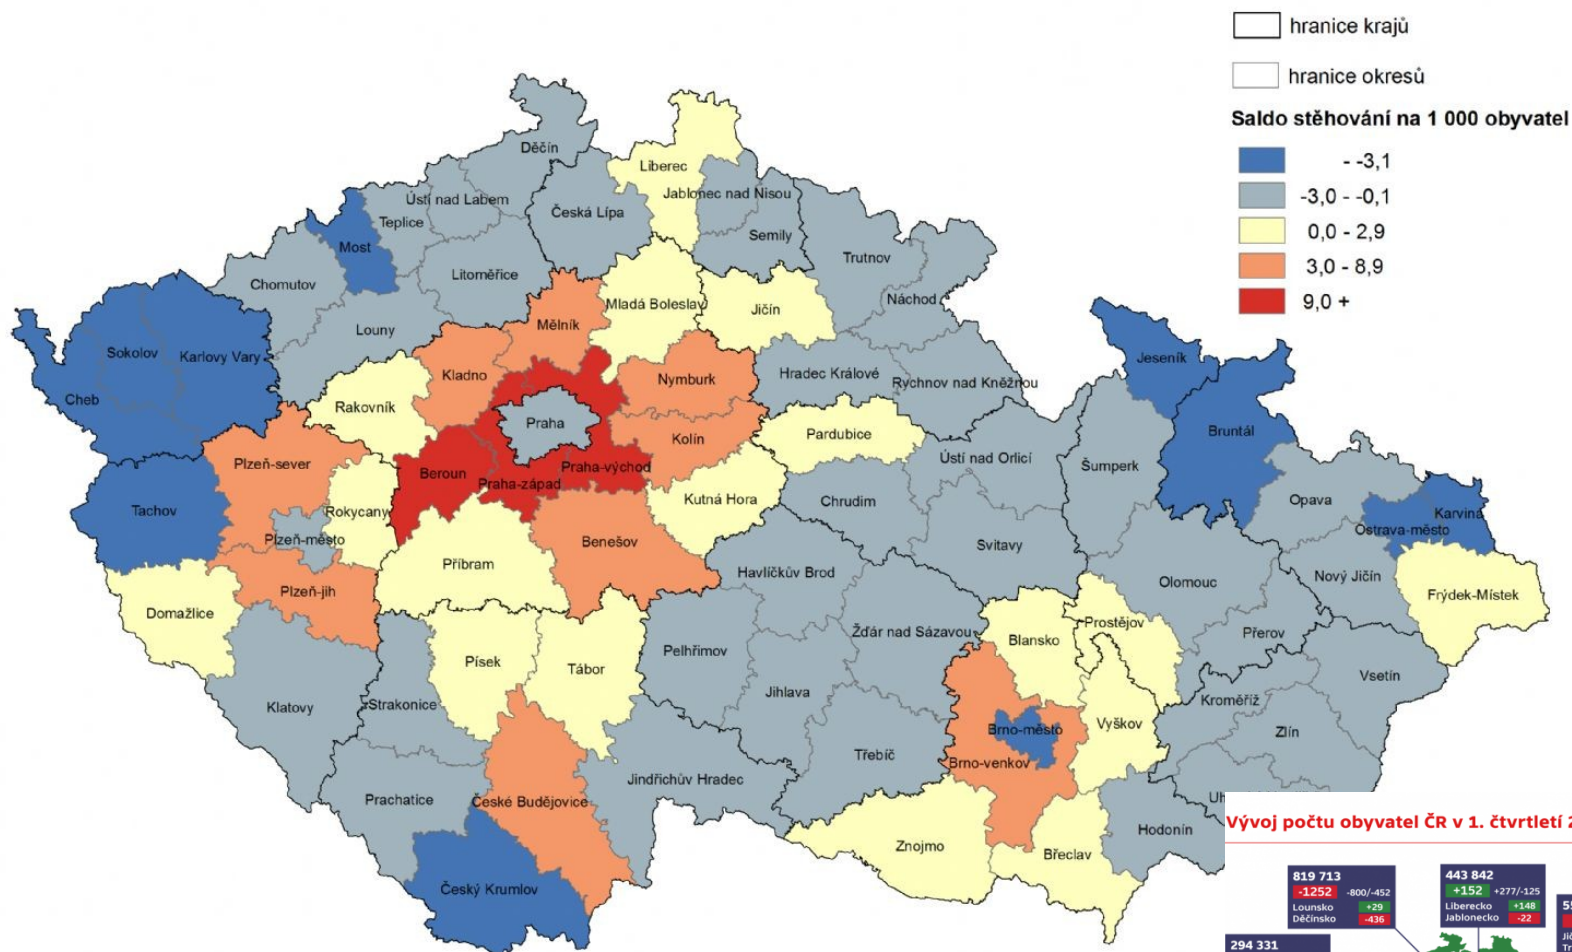 hranice krajů
hranice okresů
Saldo stěhování na 1 000 obyvatel
- -3,1
-3,0 - -0,1
0,0 - 2,9
3,0 - 8,9
9,0 +
Děčín
Liberec
Ústí nad Labem
Jablonec nad Nisou
Teplice
Česká Lípa
Most
Semily
Trutnov
Chomutov
Litoměřice
Náchod
Mladá Boleslav
Jičín
Louny
Mělník
Sokolov
Karlovy Vary
Jeseník
Cheb
Kladno
Nymburk
Hradec Králové
Rychnov nad Kněžnou
Rakovník
Praha
Kolín
Pardubice
Bruntál
Plzeň-sever
Beroun
Praha-východ
Praha-západ
Ústí nad Orlicí
Šumperk
Tachov
Rokycany
Kutná Hora
Chrudim
Opava
Karviná
Ostrava-město
Plzeň-město
Benešov
Svitavy
Příbram
Havlíčkův Brod
Olomouc
Nový Jičín
Plzeň-jih
Frýdek-Místek
Domažlice
Žďár nad Sázavou
Blansko
Prostějov
Přerov
Písek
Tábor
Pelhřimov
Vsetín
Klatovy
Strakonice
Jihlava
Kroměříž
Brno-město
Vyškov
Zlín
Třebíč
Brno-venkov
Jindřichův Hradec
Prachatice
České Budějovice
Uh
Hodonín
Znojmo
Břeclav
Český Krumlov
Vývoj počtu obyvatel ČR v 1. čtvrtletí 2
819 713
-1252 -800/-452
Lounsko +29
Děčínsko -436
443 842
+152 +277/-125
Liberecko +148
Jablonecko -22
294 331